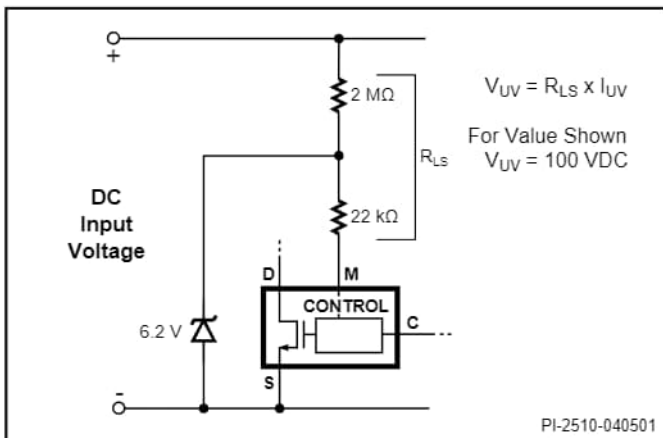 +
2 MΩ
V_UV = R_LS x I_UV
For Value Shown
V_UV = 100 VDC
R_LS
DC
Input
Voltage
22 kΩ
D
M
CONTROL
C
6.2 V
S
-
PI-2510-040501